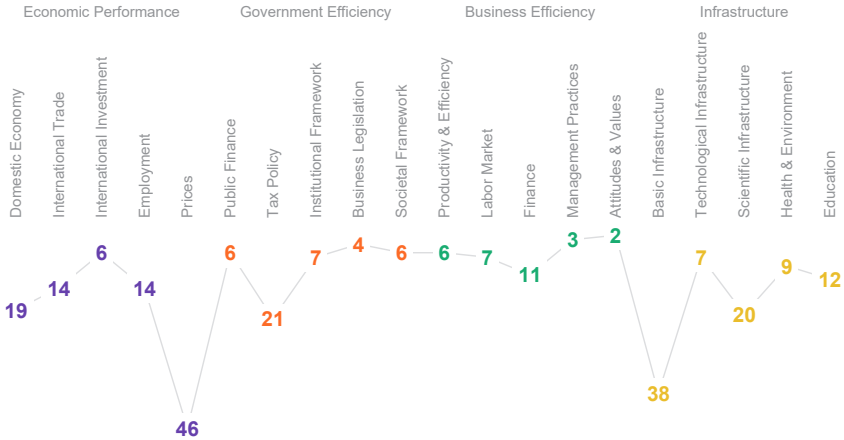 Economic Performance
Government Efficiency
Business Efficiency
Infrastructure
Domestic Economy
International Trade
International Investment
Employment
Prices
Public Finance
Tax Policy
Institutional Framework
Business Legislation
Societal Framework
Productivity & Efficiency
Labor Market
Finance
Management Practices
Attitudes & Values
Basic Infrastructure
Technological Infrastructure
Scientific Infrastructure
Health & Environment
Education
19
14
6
14
46
6
21
7
4
6
6
7
11
3
2
38
7
20
9
12